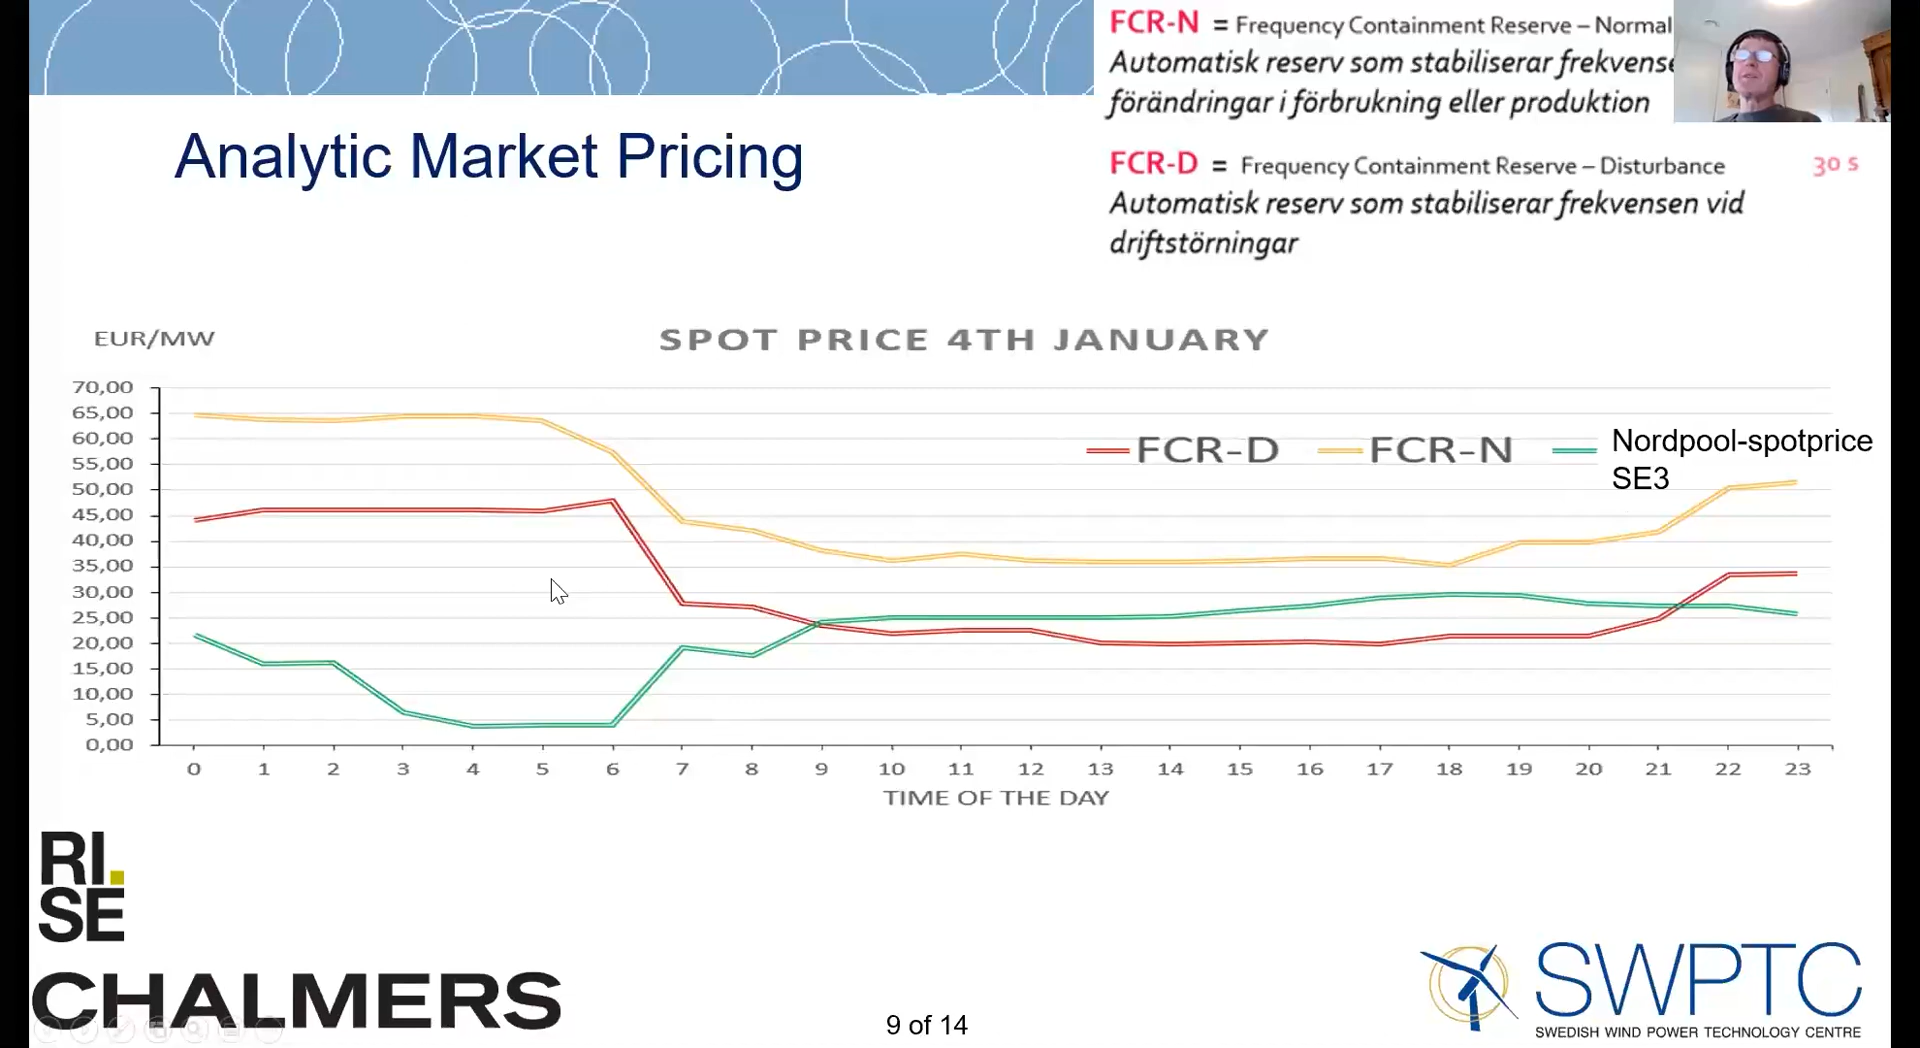 FCR-N = Frequency Containment Reserve – Normal
Automatisk reserv som stabiliserar
förändringar i förbrukning eller produktion
FCR-D = Frequency Containment Reserve – Disturbance 30 s
Automatisk reserv som stabiliserar frekvensen vid
driftstörningar
Analytic Market Pricing
EUR/MW
SPOT PRICE 4TH JANUARY
70,00
65,00
60,00
55,00
50,00
45,00
40,00
35,00
30,00
25,00
20,00
15,00
10,00
5,00
0,00
FCR-D FCR-N Nordpool-spotprice
SE3
0 1 2 3 4 5 6 7 8 9 10 11 12 13 14 15 16 17 18 19 20 21 22 23
TIME OF THE DAY
RI.
SE
CHALMERS
9 of 14
SWPTC
SWEDISH WIND POWER TECHNOLOGY CENTRE